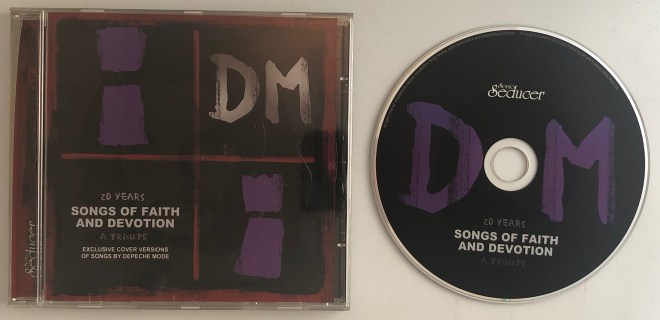 DM
20 YEARS
SONGS OF FAITH
AND DEVOTION
A TRIBUTE
EXCLUSIVE COVER VERSIONS
OF SONGS BY DEPECHE MODE
Sonic
Seducer
Sonic
Seducer
DM
20 YEARS
SONGS OF FAITH
AND DEVOTION
A TRIBUTE